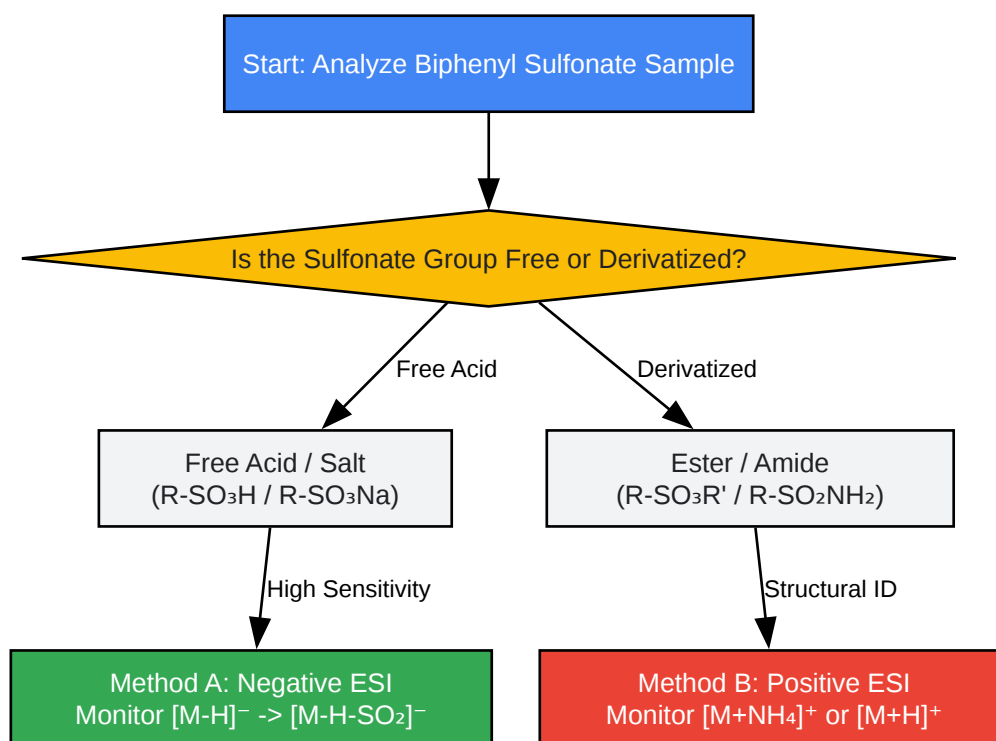 Start: Analyze Biphenyl Sulfonate Sample
Is the Sulfonate Group Free or Derivatized?
Free Acid
Derivatized
Free Acid / Salt
(R-SO₃H / R-SO₃Na)
Ester / Amide
(R-SO₃R' / R-SO₂NH₂)
High Sensitivity
Structural ID
Method A: Negative ESI
Monitor [M-H]⁻ -> [M-H-SO₂]⁻
Method B: Positive ESI
Monitor [M+NH₄]⁺ or [M+H]⁺